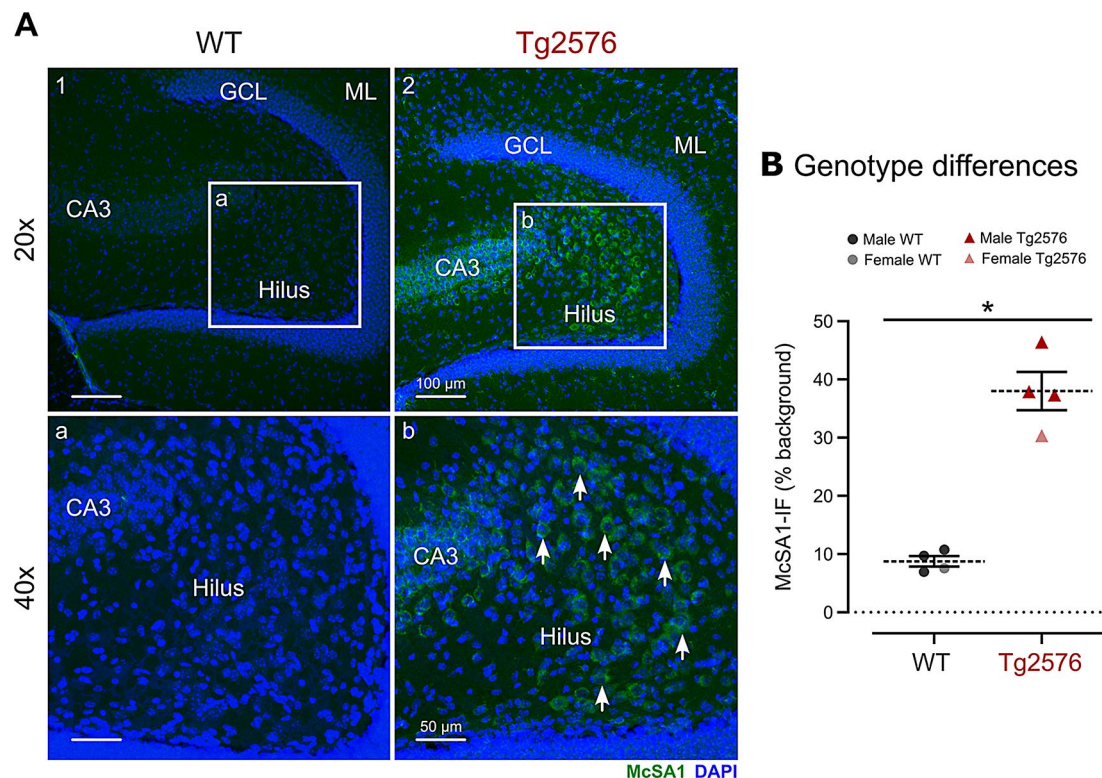 A
WT
Tg2576
20x
1
GCL
ML
CA3
a
Hilus
2
GCL
ML
CA3
b
Hilus
100 µm
40x
a
CA3
Hilus
b
CA3
Hilus
50 µm
McSA1 DAPI
B Genotype differences
Male WT
Male Tg2576
Female WT
Female Tg2576
*
McSA1-IF (% background)
50
40
30
20
10
0
WT
Tg2576